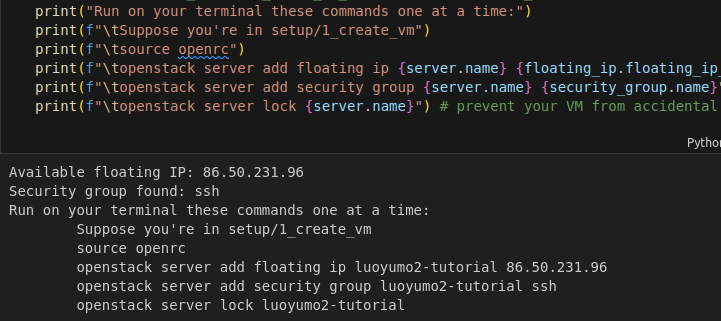 print("Run on your terminal these commands one at a time:")
print(f"\tSuppose you're in setup/1_create_vm")
print(f"\tsource openrc")
print(f"\topenstack server add floating ip {server.name} {floating_ip.floating_ip_
print(f"\topenstack server add security group {server.name} {security_group.name}"
print(f"\topenstack server lock {server.name}") # prevent your VM from accidental
Python
Available floating IP: 86.50.231.96
Security group found: ssh
Run on your terminal these commands one at a time:
Suppose you're in setup/1_create_vm
source openrc
openstack server add floating ip luoyumo2-tutorial 86.50.231.96
openstack server add security group luoyumo2-tutorial ssh
openstack server lock luoyumo2-tutorial